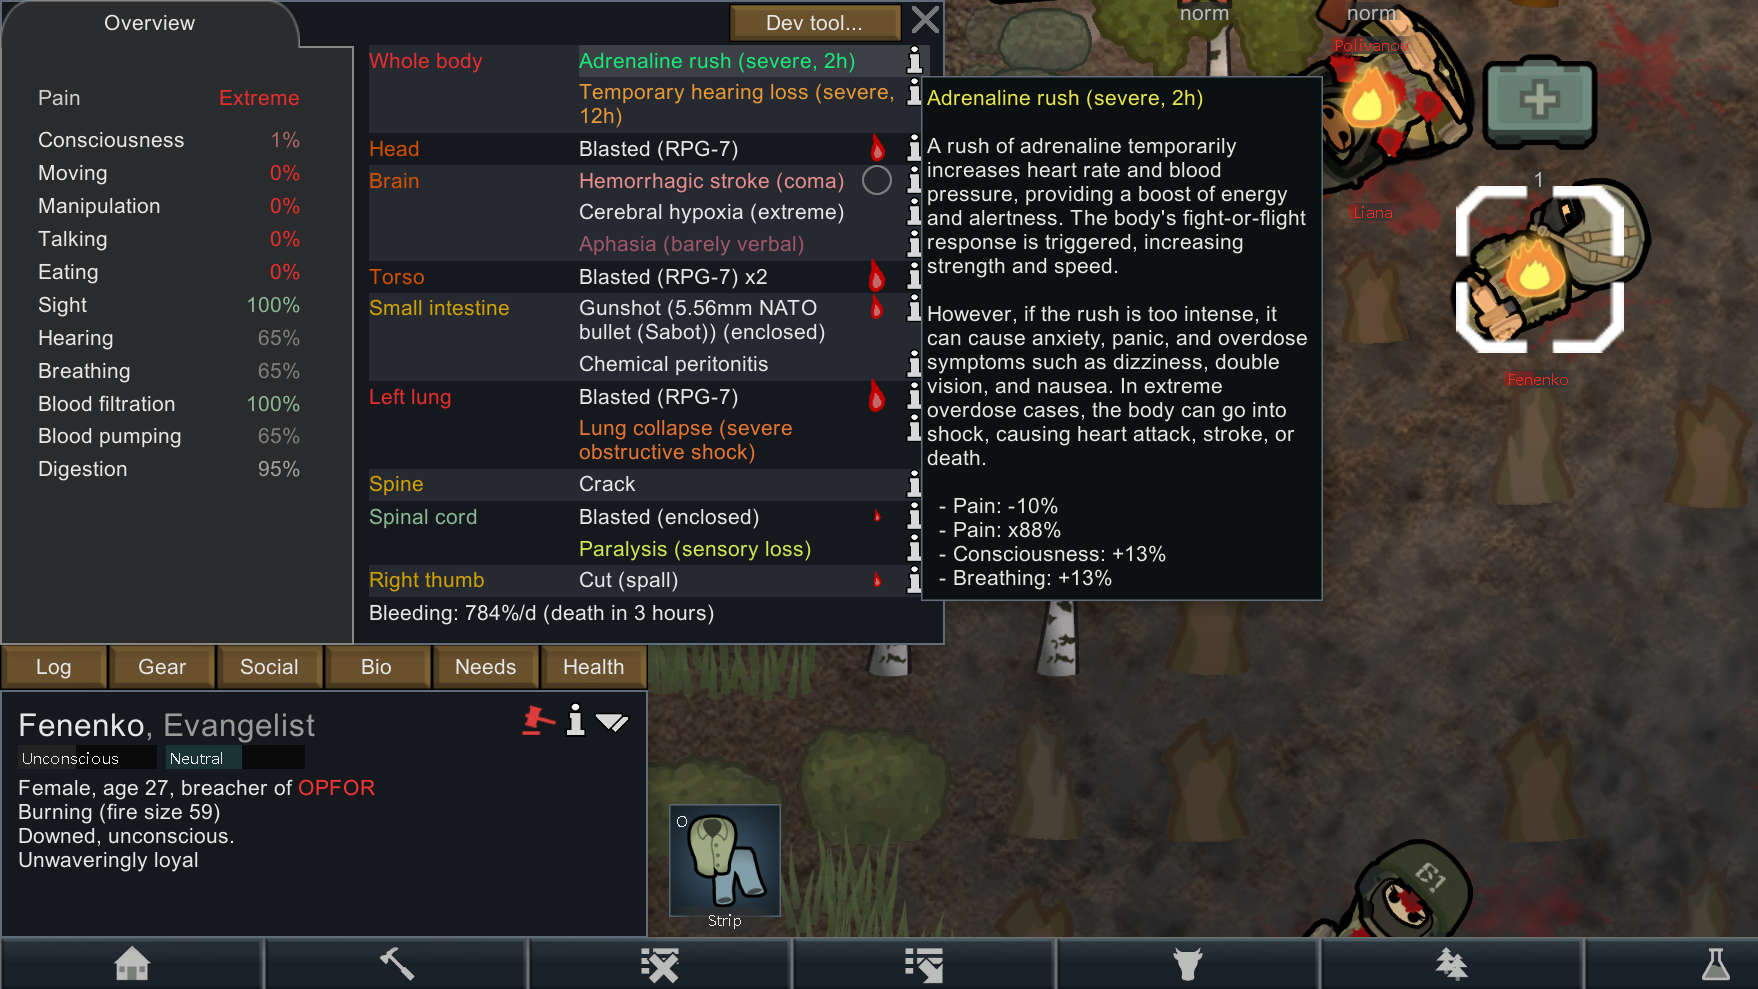 Overview
Dev tool...
Pain Extreme
Consciousness 1%
Moving 0%
Manipulation 0%
Talking 0%
Eating 0%
Sight 100%
Hearing 65%
Breathing 65%
Blood filtration 100%
Blood pumping 65%
Digestion 95%
Whole body Adrenaline rush (severe, 2h)
Temporary hearing loss (severe,
12h)
Head Blasted (RPG-7)
Brain Hemorrhagic stroke (coma)
Cerebral hypoxia (extreme)
Aphasia (barely verbal)
Torso Blasted (RPG-7) x2
Small intestine Gunshot (5.56mm NATO
bullet (Sabot)) (enclosed)
Chemical peritonitis
Left lung Blasted (RPG-7)
Lung collapse (severe
obstructive shock)
Spine Crack
Spinal cord Blasted (enclosed)
Paralysis (sensory loss)
Right thumb Cut (spall)
Bleeding: 784%/d (death in 3 hours)
Adrenaline rush (severe, 2h)
A rush of adrenaline temporarily
increases heart rate and blood
pressure, providing a boost of energy
and alertness. The body's fight-or-flight
response is triggered, increasing
strength and speed.
However, if the rush is too intense, it
can cause anxiety, panic, and overdose
symptoms such as dizziness, double
vision, and nausea. In extreme
overdose cases, the body can go into
shock, causing heart attack, stroke, or
death.
- Pain: -10%
- Pain: x88%
- Consciousness: +13%
- Breathing: +13%
norm
norm
Polivanov
Liana
1
Fenenko
Log Gear Social Bio Needs Health
Fenenko, Evangelist
Unconscious Neutral
Female, age 27, breacher of OPFOR
Burning (fire size 59)
Downed, unconscious.
Unwaveringly loyal
Strip